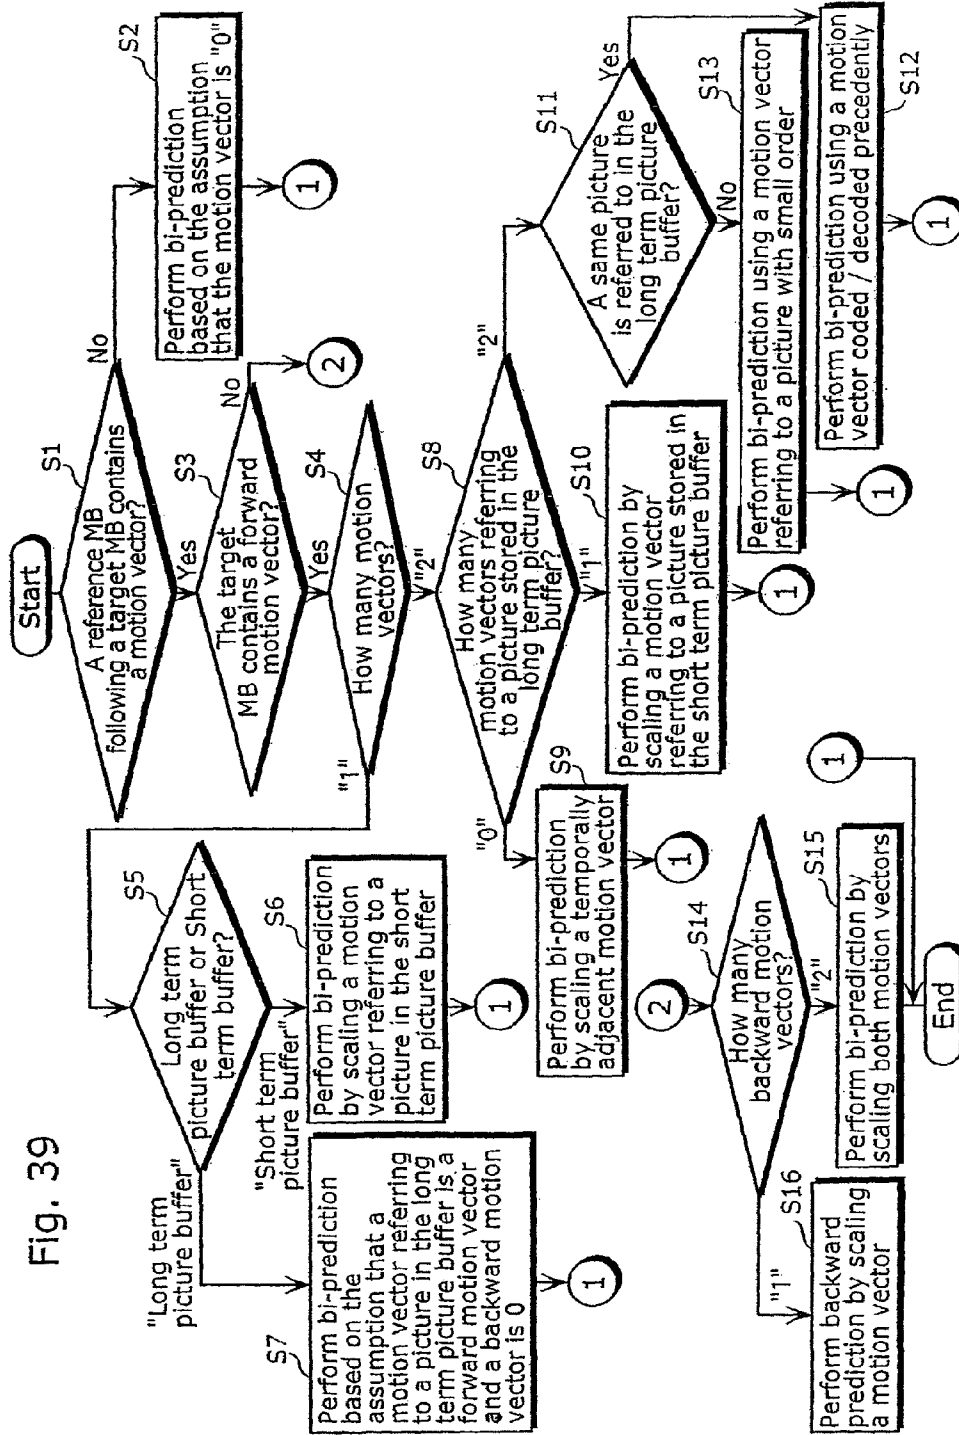 Fig. 39
Start
S1
A reference MB
following a target MB contains
a motion vector?
No
Yes
S2
Perform bi-prediction
based on the assumption
that the motion vector is "0"
1
S3
The target
MB contains a forward
motion vector?
No
2
Yes
S4
How many motion
vectors?
"1"
"2"
S5
Long term
picture buffer or Short
term buffer?
"Long term
picture buffer"
"Short term
picture buffer"
S6
Perform bi-prediction
by scaling a motion
vector referring to a
picture in the short
term picture buffer
1
S7
Perform bi-prediction
based on the
assumption that a
motion vector referring
to a picture in the long
term picture buffer is a
forward motion vector
and a backward motion
vector is 0
1
S8
How many
motion vectors referring
to a picture stored in the
long term picture
buffer?
"0"
"1"
"2"
S9
Perform bi-prediction
by scaling a temporally
adjacent motion vector
1
S10
Perform bi-prediction by
scaling a motion vector
referring to a picture stored in
the short term picture buffer
1
S11
A same picture
is referred to in the
long term picture
buffer?
Yes
No
S13
Perform bi-prediction using a motion vector
referring to a picture with small order
1
S12
Perform bi-prediction using a motion
vector coded / decoded precedently
1
2
S14
How many
backward motion
vectors?
"1"
"2"
S15
Perform bi-prediction by
scaling both motion vectors
S16
Perform backward
prediction by scaling
a motion vector
1
End